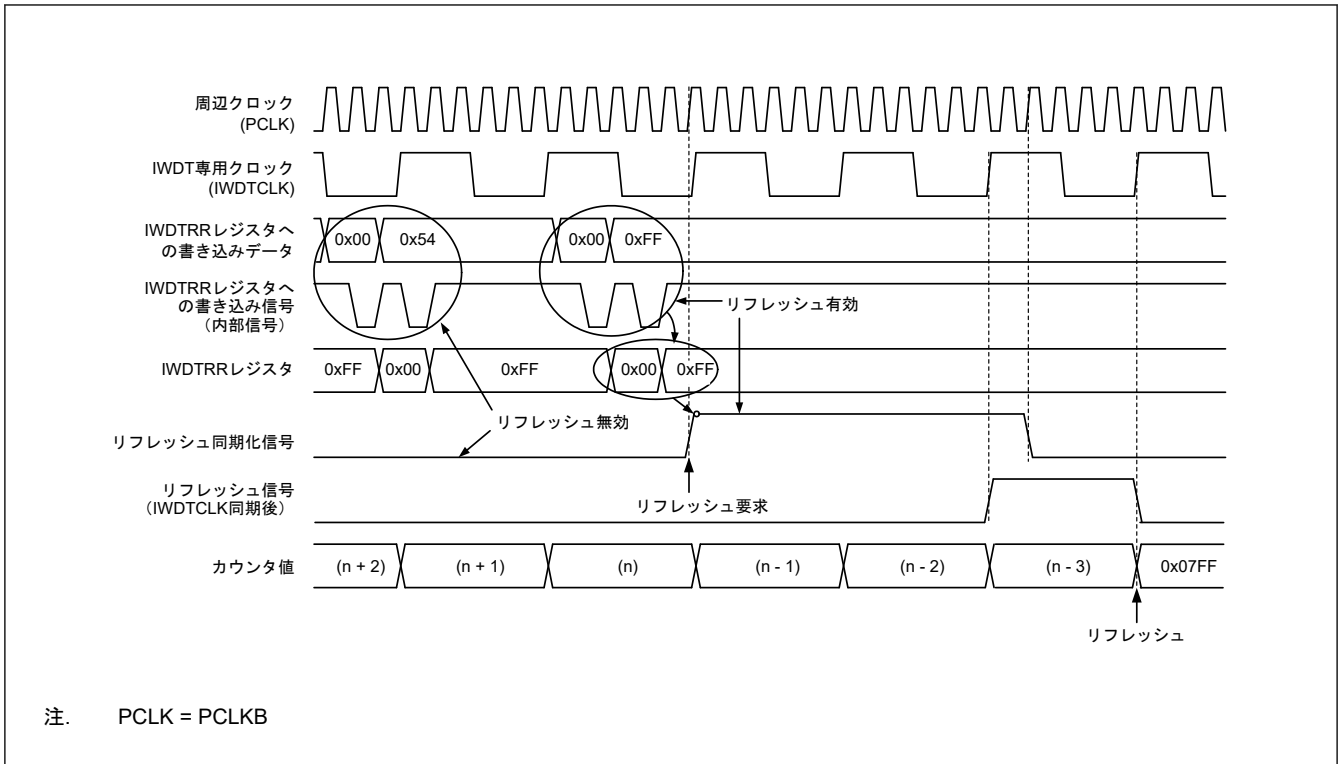 周辺クロック
(PCLK)
IWDT専用クロック
(IWDTCLK)
IWDTRRレジスタへ
の書き込みデータ
0x00 0x54 0x00 0xFF
IWDTRRレジスタへ
の書き込み信号
（内部信号）
リフレッシュ有効
IWDTRRレジスタ
0xFF 0x00 0xFF 0x00 0xFF
リフレッシュ無効
リフレッシュ同期化信号
リフレッシュ信号
（IWDTCLK同期後）
リフレッシュ要求
カウンタ値
(n + 2) (n + 1) (n) (n - 1) (n - 2) (n - 3) 0x07FF
リフレッシュ
注. PCLK = PCLKB